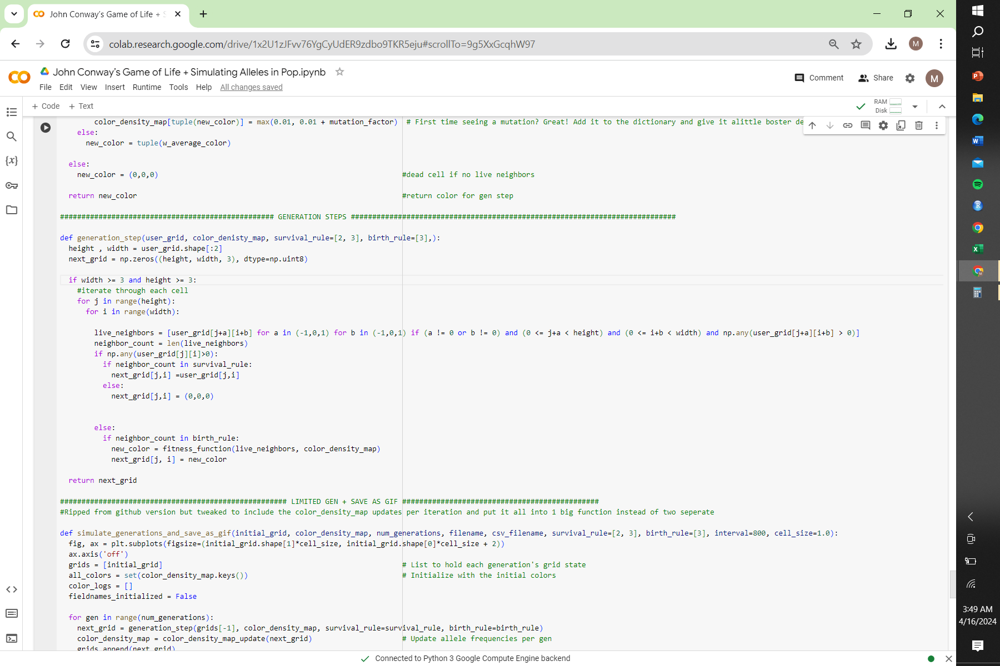 John Conway's Game of Life +
colab.research.google.com/drive/1x2U1zJFvv76YgCyUdER9zdbo9TKR5eju#scrollTo=9g5XxGcqhW97
M
John Conway's Game of Life + Simulating Alleles in Pop.ipynb
File Edit View Insert Runtime Tools Help All changes saved
Comment Share M
+ Code + Text
RAM
Disk
color_density_map[tuple(new_color)] = max(0.01, 0.01 + mutation_factor)  # First time seeing a mutation? Great! Add it to the dictionary and give it alittle boster de
else:
new_color = tuple(w_average_color)
else:
new_color = (0,0,0) #dead cell if no live neighbors
return new_color #return color for gen step
################################################## GENERATION STEPS ############################################################################
def generation_step(user_grid, color_denisty_map, survival_rule=[2, 3], birth_rule=[3],):
height , width = user_grid.shape[:2]
next_grid = np.zeros((height, width, 3), dtype=np.uint8)
if width >= 3 and height >= 3:
#iterate through each cell
for j in range(height):
for i in range(width):
live_neighbors = [user_grid[j+a][i+b] for a in (-1,0,1) for b in (-1,0,1) if (a != 0 or b != 0) and (0 <= j+a < height) and (0 <= i+b < width) and np.any(user_grid[j+a][i+b] > 0)]
neighbor_count = len(live_neighbors)
if np.any(user_grid[j][i]>0):
if neighbor_count in survival_rule:
next_grid[j,i] =user_grid[j,i]
else:
next_grid[j,i] = (0,0,0)
else:
if neighbor_count in birth_rule:
new_color = fitness_function(live_neighbors, color_density_map)
next_grid[j, i] = new_color
return next_grid
##################################################### LIMITED GEN + SAVE AS GIF ##############################################
#Ripped from github version but tweaked to include the color_density_map updates per iteration and put it all into 1 big function instead of two seperate
def simulate_generations_and_save_as_gif(initial_grid, color_density_map, num_generations, filename, csv_filename, survival_rule=[2, 3], birth_rule=[3], interval=800, cell_size=1.0):
fig, ax = plt.subplots(figsize=(initial_grid.shape[1]*cell_size, initial_grid.shape[0]*cell_size + 2))
ax.axis('off')
grids = [initial_grid] # List to hold each generation's grid state
all_colors = set(color_density_map.keys()) # Initialize with the initial colors
color_logs = []
fieldnames_initialized = False
for gen in range(num_generations):
next_grid = generation_step(grids[-1], color_density_map, survival_rule=survival_rule, birth_rule=birth_rule)
color_density_map = color_density_map_update(next_grid) # Update allele frequencies per gen
grids.append(next_grid)
Connected to Python 3 Google Compute Engine backend
3:49 AM
4/16/2024